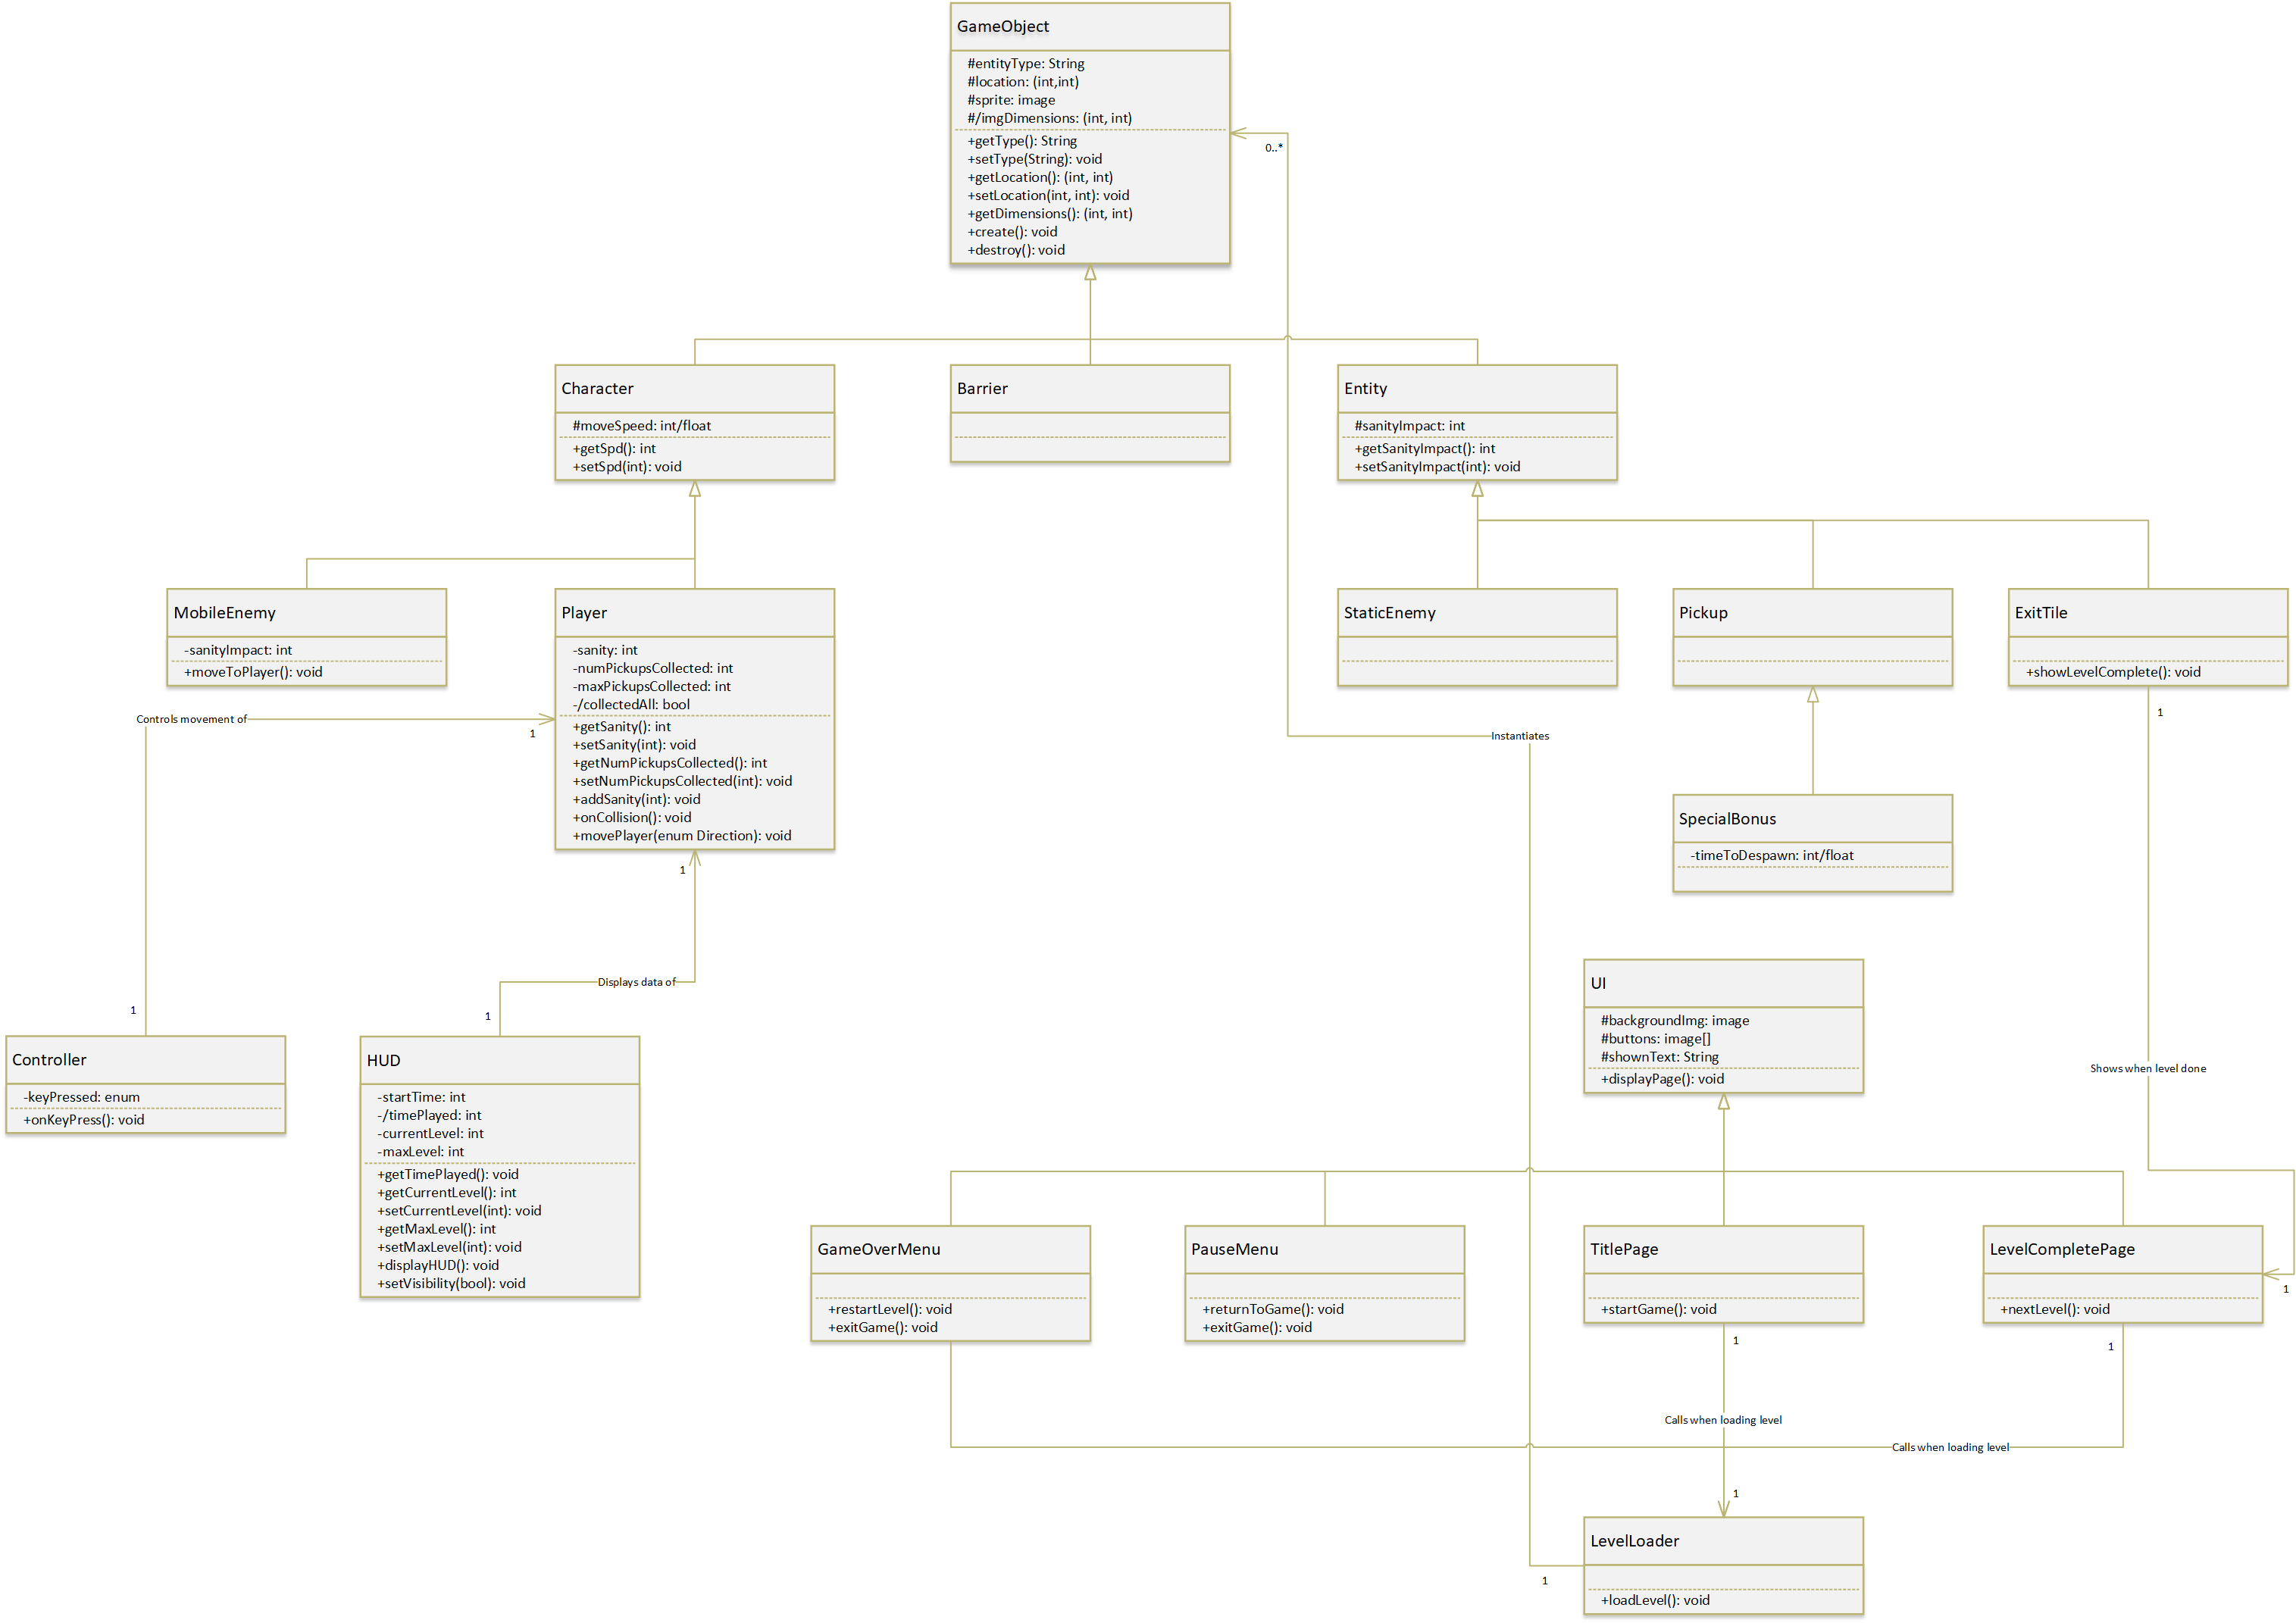 GameObject
#entityType: String
#location: (int,int)
#sprite: image
#/imgDimensions: (int, int)
+getType(): String
+setType(String): void
+getLocation(): (int, int)
+setLocation(int, int): void
+getDimensions(): (int, int)
+create(): void
+destroy(): void
0..*
Character
#moveSpeed: int/float
+getSpd(): int
+setSpd(int): void
Barrier
Entity
#sanityImpact: int
+getSanityImpact(): int
+setSanityImpact(int): void
MobileEnemy
-sanityImpact: int
+moveToPlayer(): void
Player
-sanity: int
-numPickupsCollected: int
-maxPickupsCollected: int
-/collectedAll: bool
+getSanity(): int
+setSanity(int): void
+getNumPickupsCollected(): int
+setNumPickupsCollected(int): void
+addSanity(int): void
+onCollision(): void
+movePlayer(enum Direction): void
StaticEnemy
Pickup
ExitTile
+showLevelComplete(): void
1
Controls movement of
1
Instantiates
SpecialBonus
-timeToDespawn: int/float
1
Displays data of
1
1
Controller
-keyPressed: enum
+onKeyPress(): void
HUD
-startTime: int
-/timePlayed: int
-currentLevel: int
-maxLevel: int
+getTimePlayed(): void
+getCurrentLevel(): int
+setCurrentLevel(int): void
+getMaxLevel(): int
+setMaxLevel(int): void
+displayHUD(): void
+setVisibility(bool): void
UI
#backgroundImg: image
#buttons: image[]
#shownText: String
+displayPage(): void
Shows when level done
GameOverMenu
+restartLevel(): void
+exitGame(): void
PauseMenu
+returnToGame(): void
+exitGame(): void
TitlePage
+startGame(): void
LevelCompletePage
+nextLevel(): void
1
1
1
Calls when loading level
Calls when loading level
1
LevelLoader
+loadLevel(): void
1